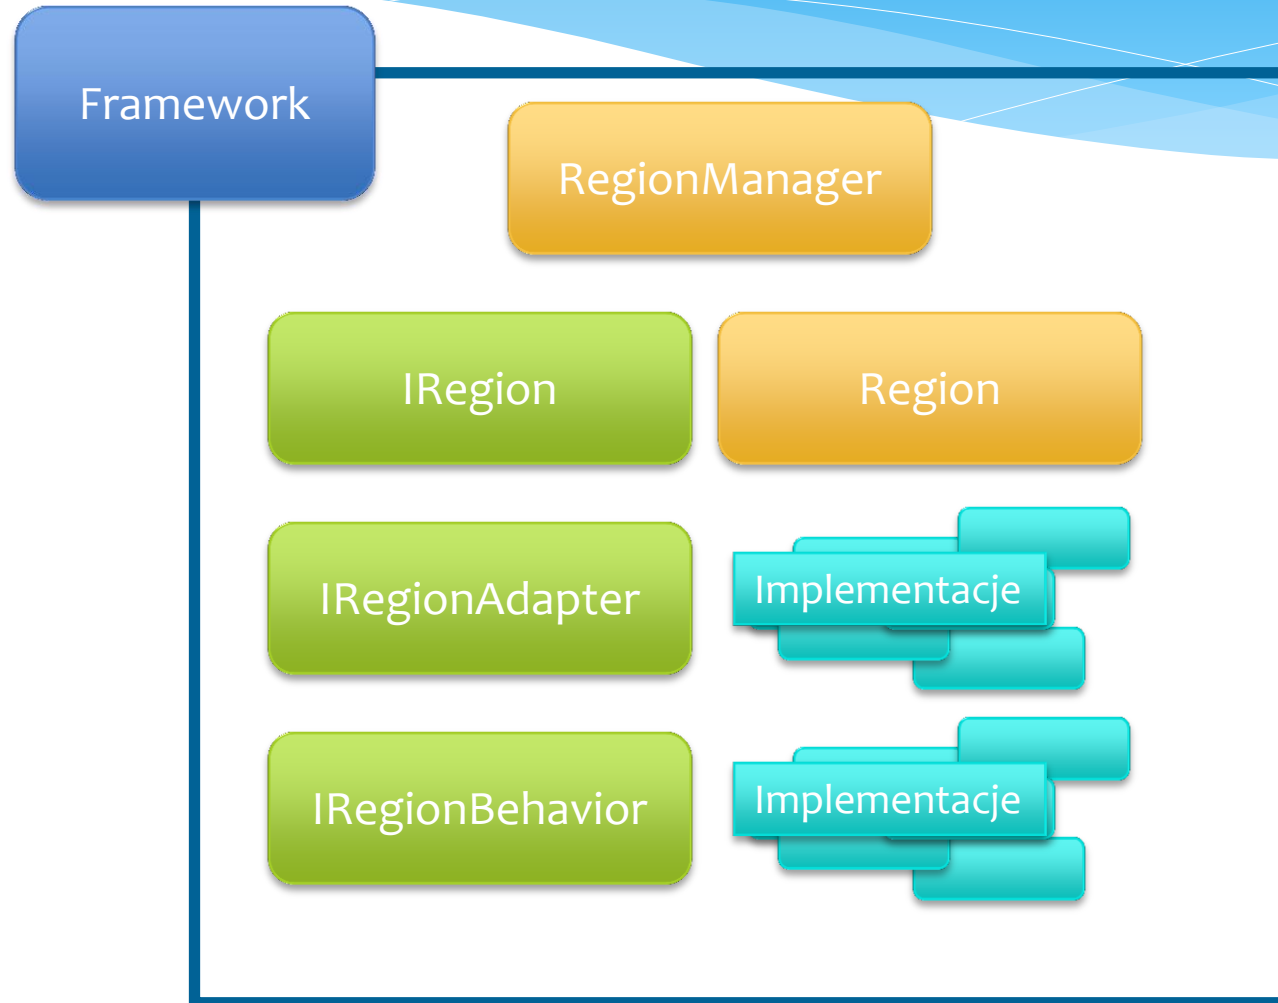 Framework
RegionManager
IRegion
Region
IRegionAdapter
Implementacje
IRegionBehavior
Implementacje